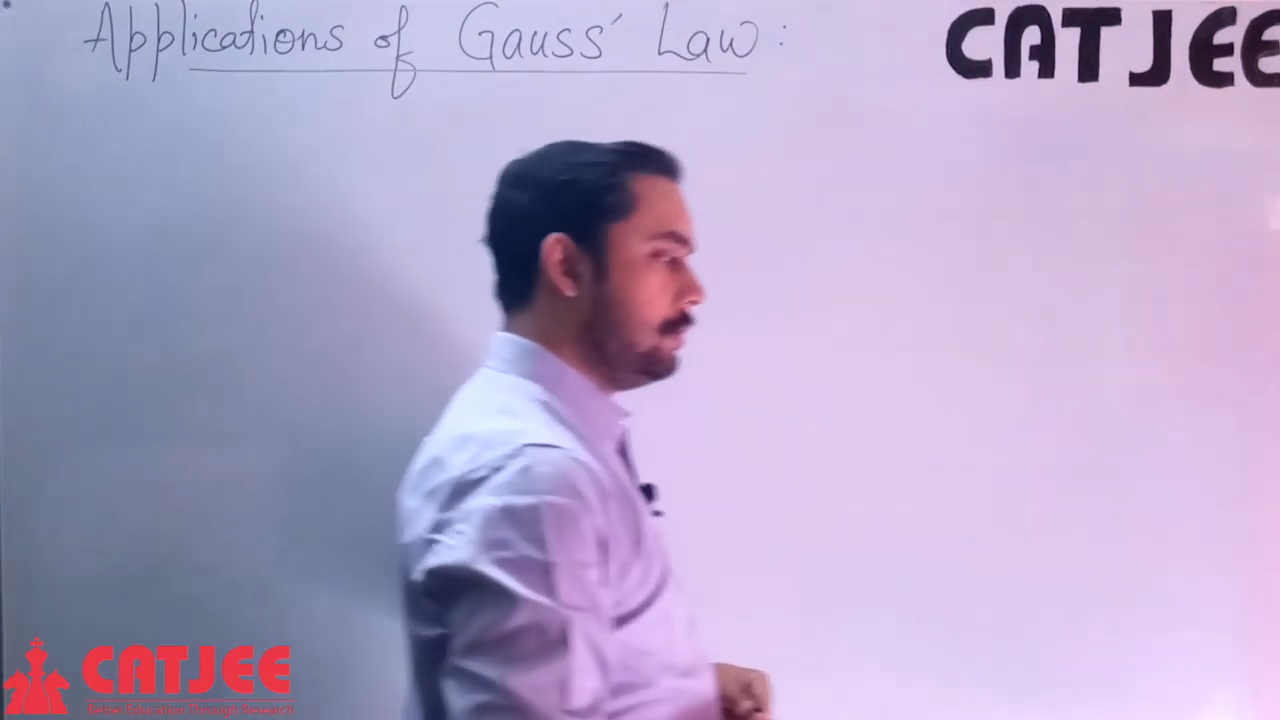 Applications of Gauss' Law :
CATJEE
CATJEE
Better Education Through Research